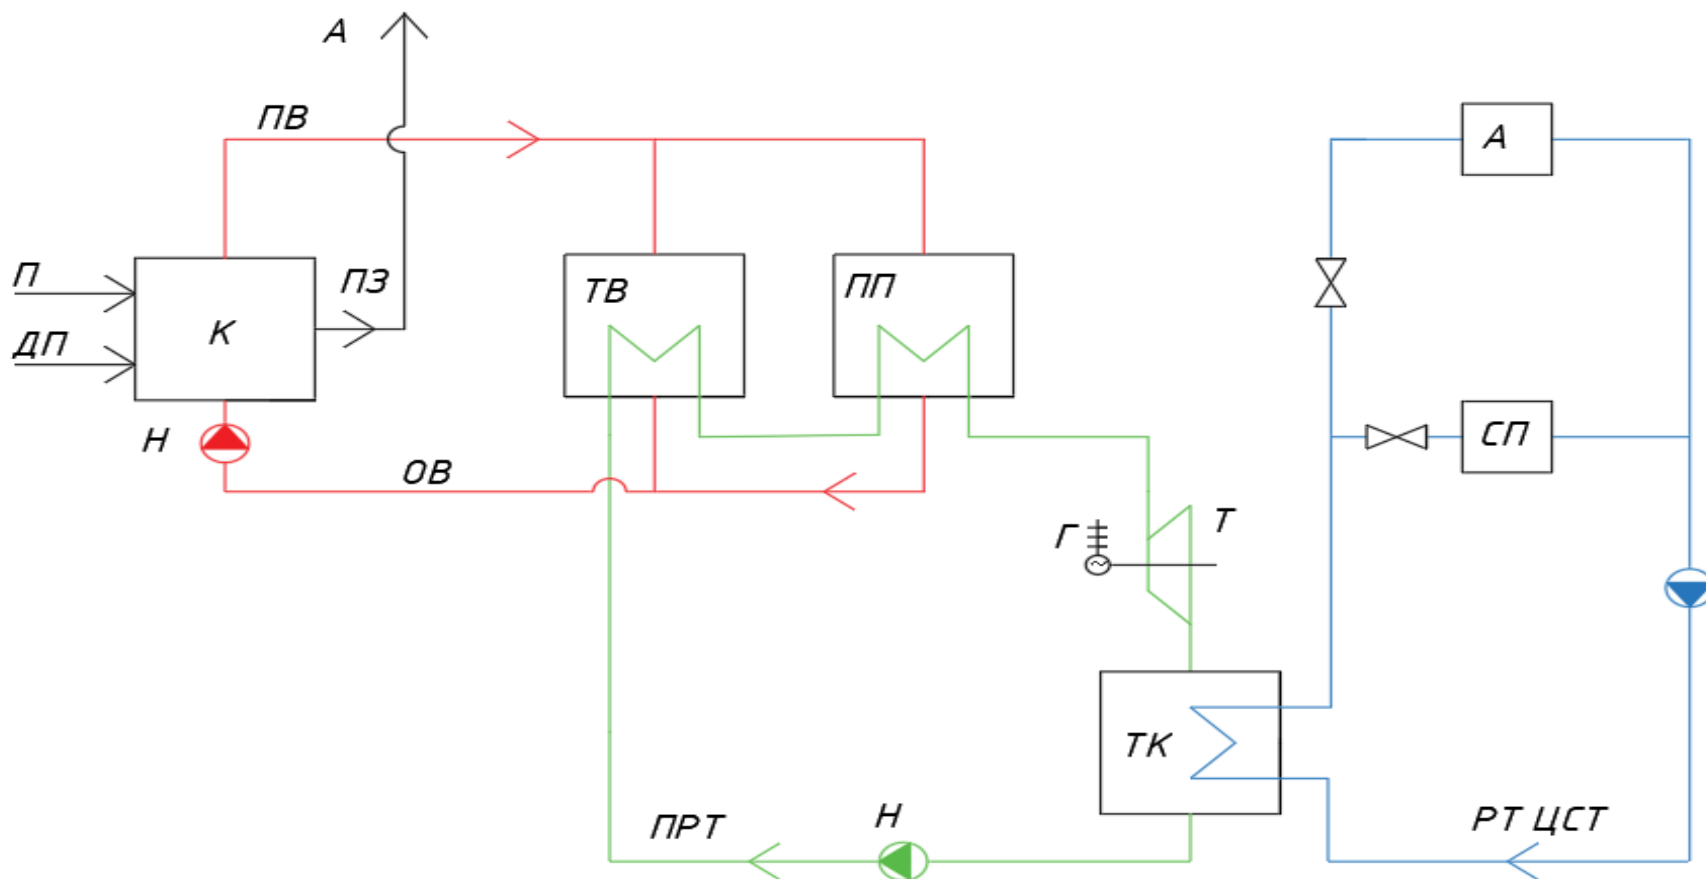 А
ПВ
А
П
ПЗ
ТВ
ПП
К
ДП
Н
СП
ОВ
Т
Г
ТК
Н
ПРТ
РТ ЦСТ